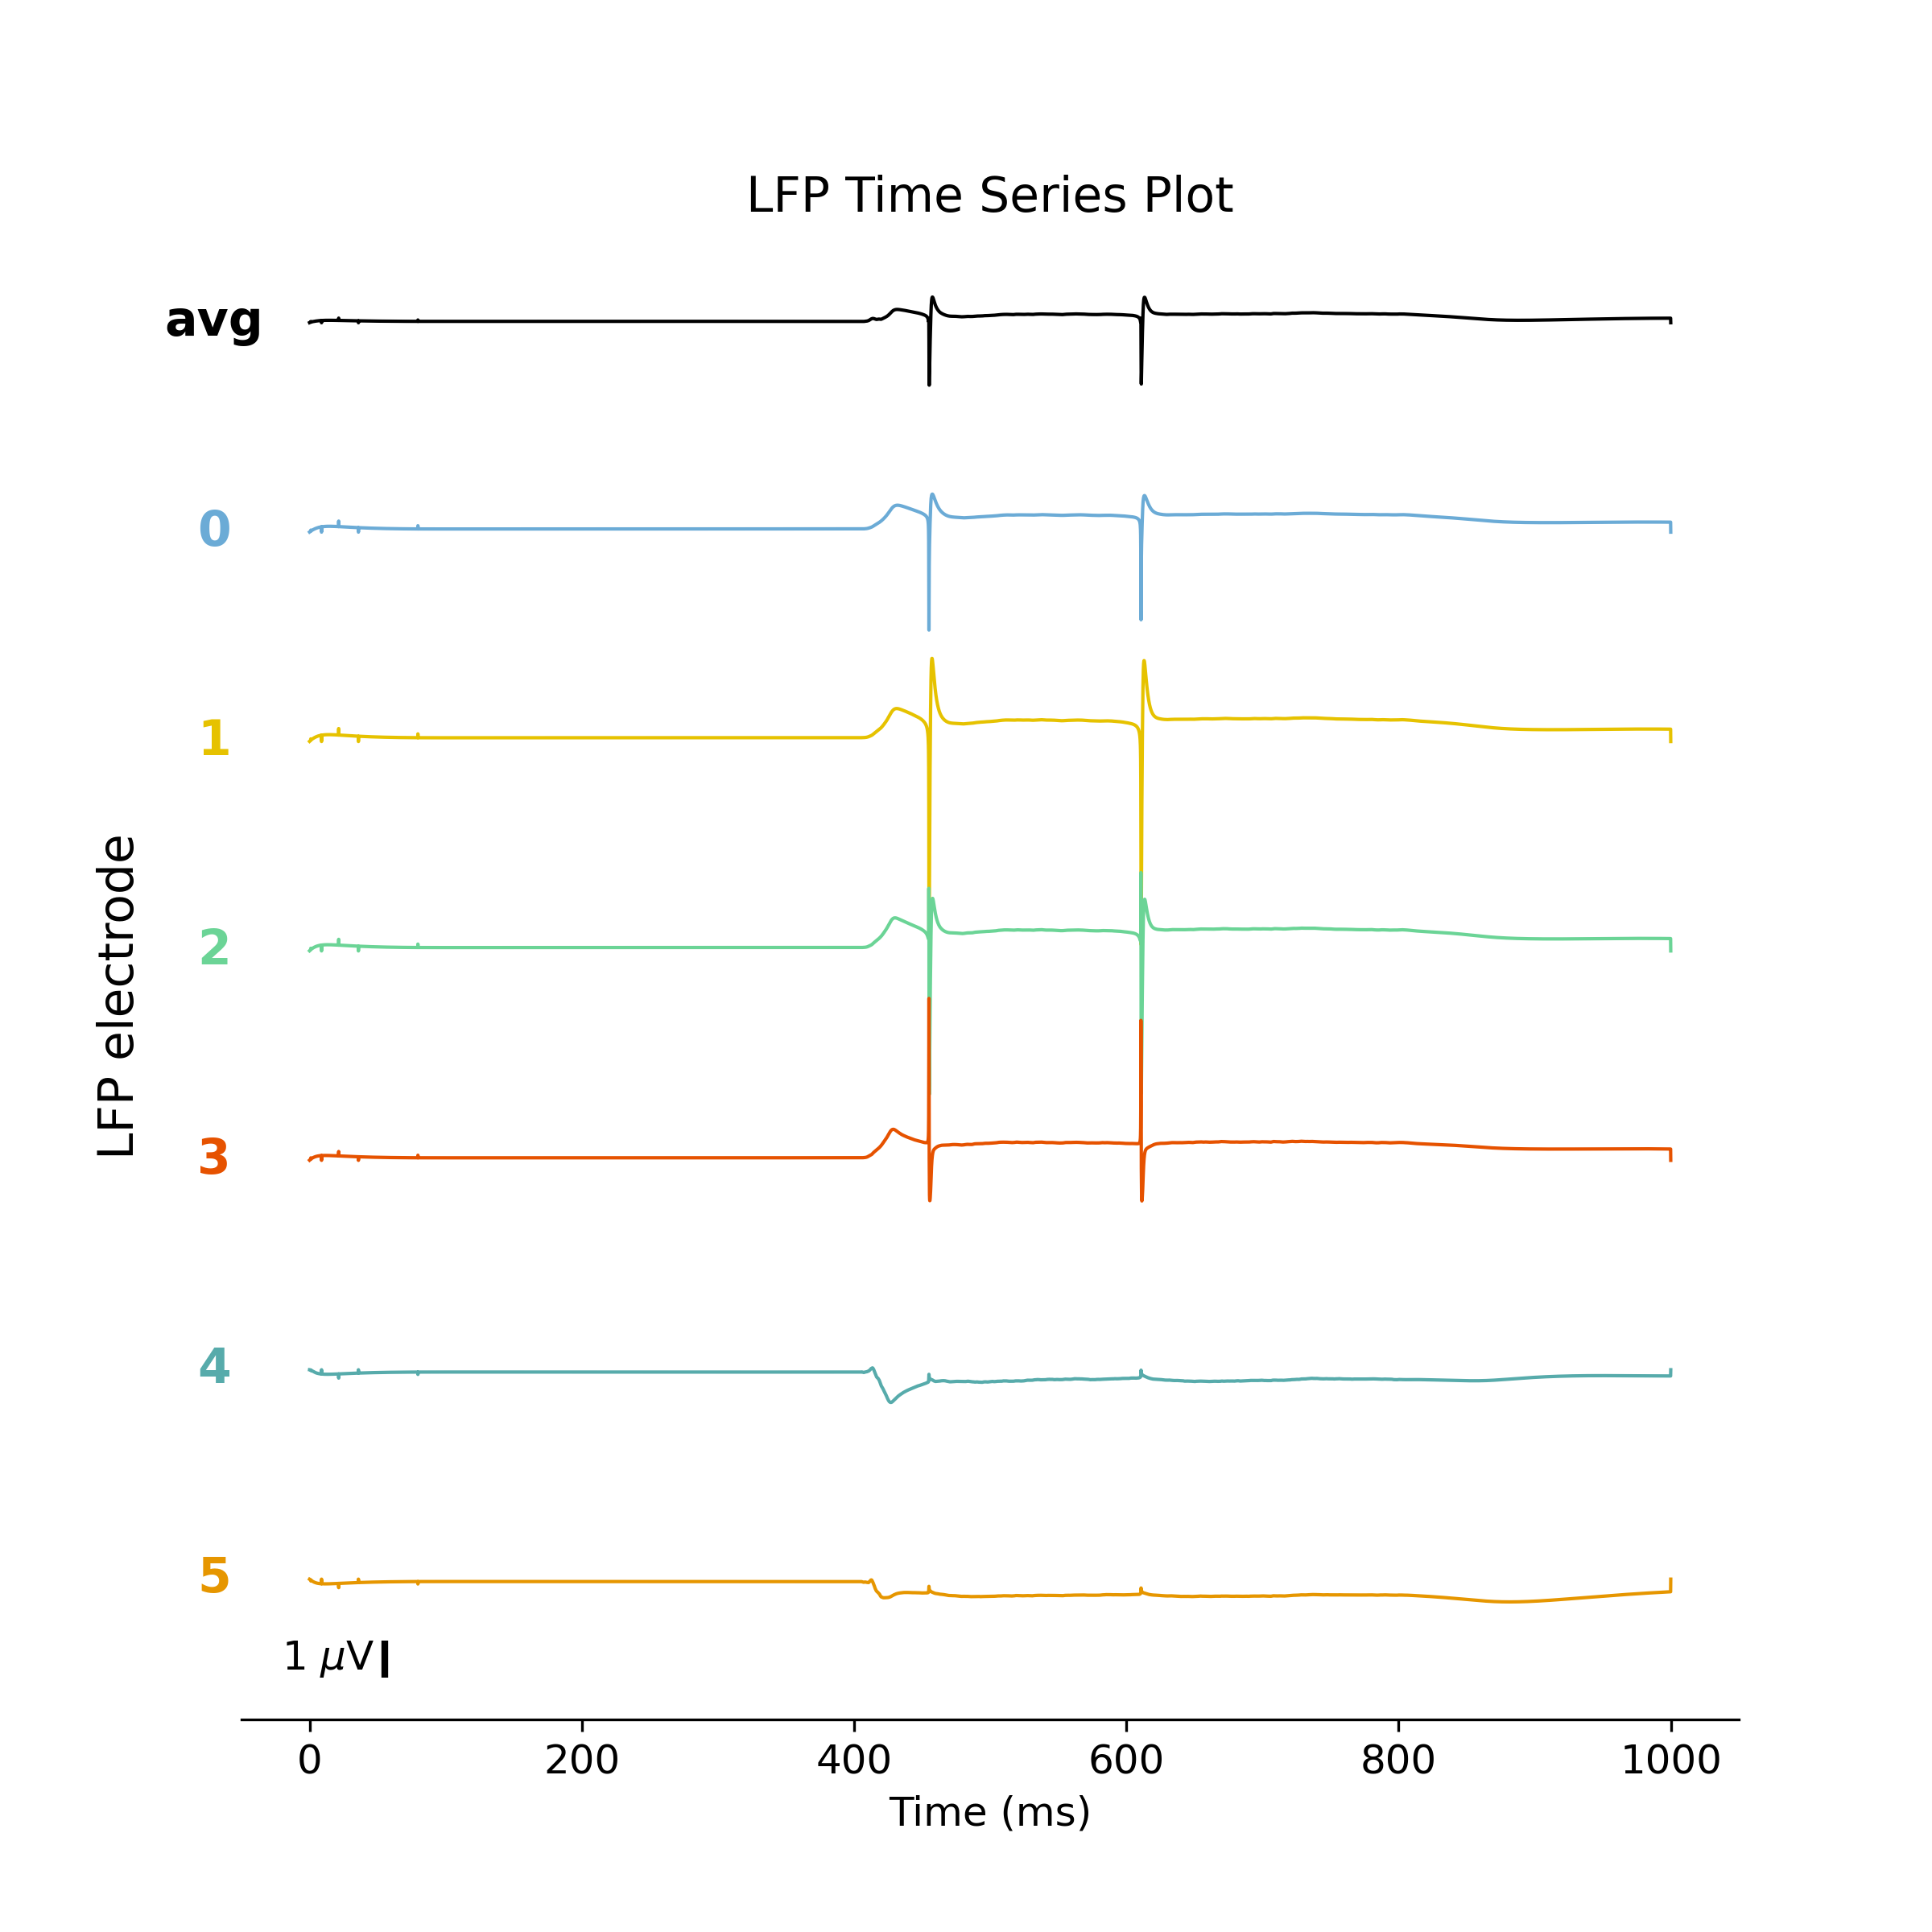 LFP Time Series Plot
avg
0
1
2
3
4
5
LFP electrode
1 μV
0 200 400 600 800 1000
Time (ms)